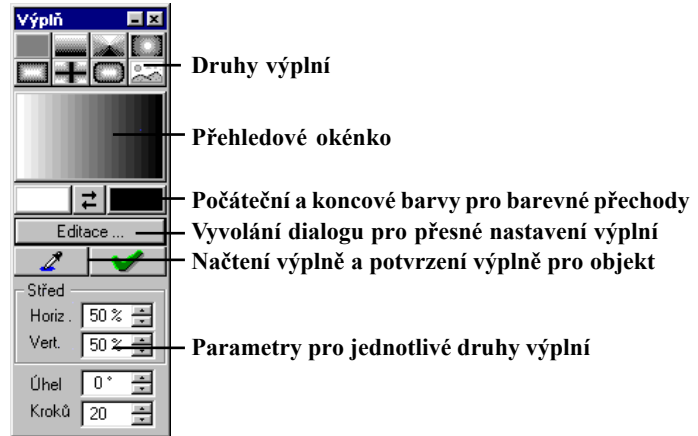 Výplň
Druhy výplní
Přehledové okénko
Počáteční a koncové barvy pro barevné přechody
Editace ...
Vyvolání dialogu pro přesné nastavení výplní
Načtení výplně a potvrzení výplně pro objekt
Střed
Horiz. 50 %
Vert. 50 %
Parametry pro jednotlivé druhy výplní
Úhel 0 °
Kroků 20